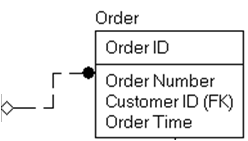 Order
Order ID
Order Number
Customer ID (FK)
Order Time